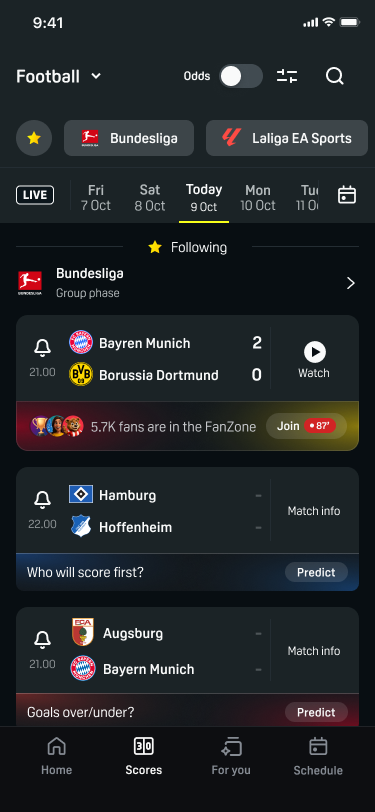 9:41
Football
Odds
Bundesliga
Laliga EA Sports
LIVE
Fri
7 Oct
Sat
8 Oct
Today
9 Oct
Mon
10 Oct
Following
Bundesliga
Group phase
21.00
Bayren Munich 2
Borussia Dortmund 0
Watch
5.7K fans are in the FanZone
Join • 87'
22.00
Hamburg -
Hoffenheim -
Match info
Who will score first?
Predict
21.00
Augsburg -
Bayern Munich -
Match info
Goals over/under?
Predict
Home
Scores
For you
Schedule